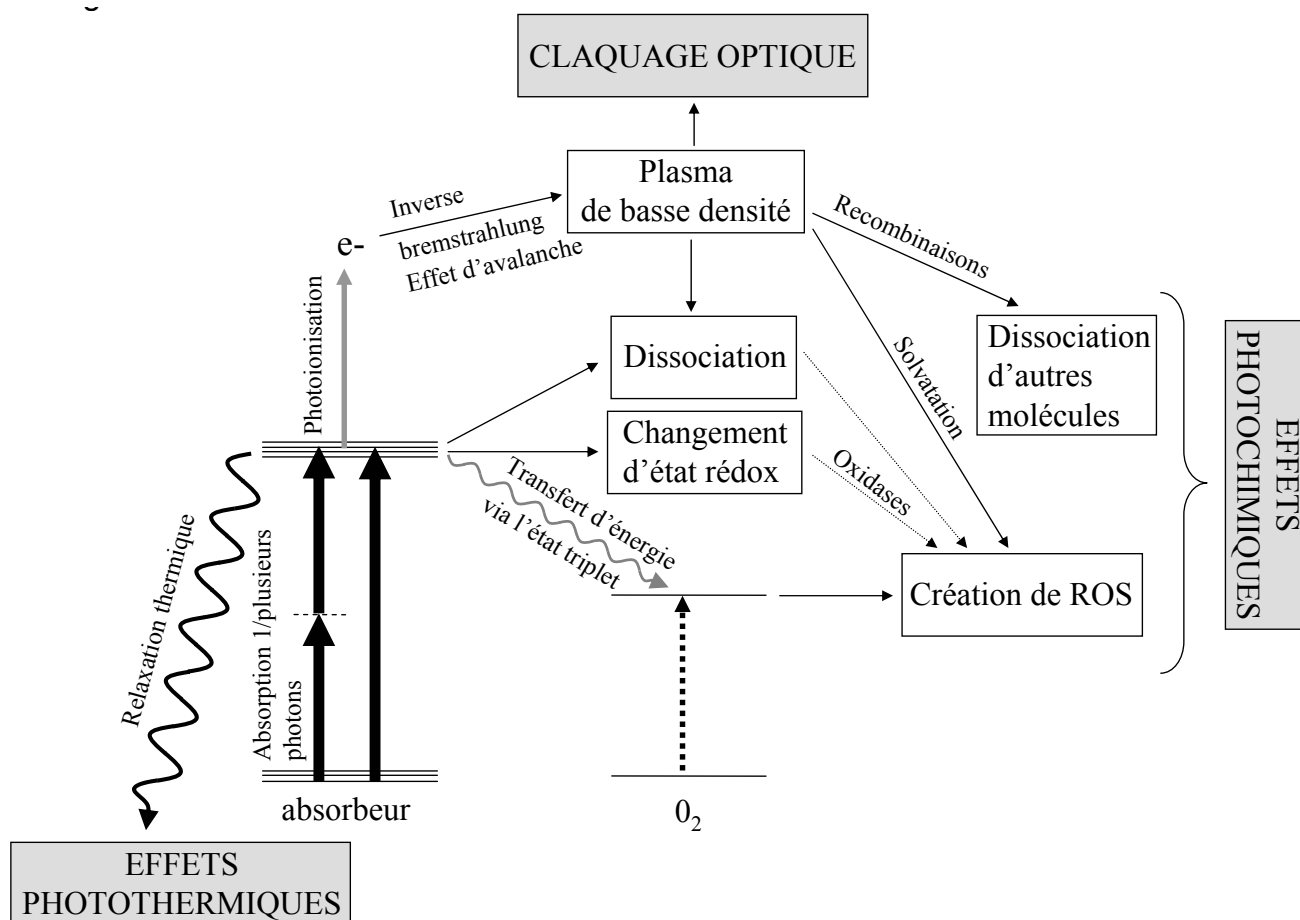 CLAQUAGE OPTIQUE
Plasma
de basse densité
Inverse
bremstrahlung
Effet d'avalanche
e-
Recombinaisons
Photoionisation
Dissociation
Solvatation
Dissociation
d'autres
molécules
EFFETS
PHOTOCHIMIQUES
Changement
d'état rédox
Oxidases
Transfert d'énergie
via l'état triplet
Relaxation thermique
Absorption 1/plusieurs
photons
Création de ROS
absorbeur
0₂
EFFETS
PHOTOTHERMIQUES